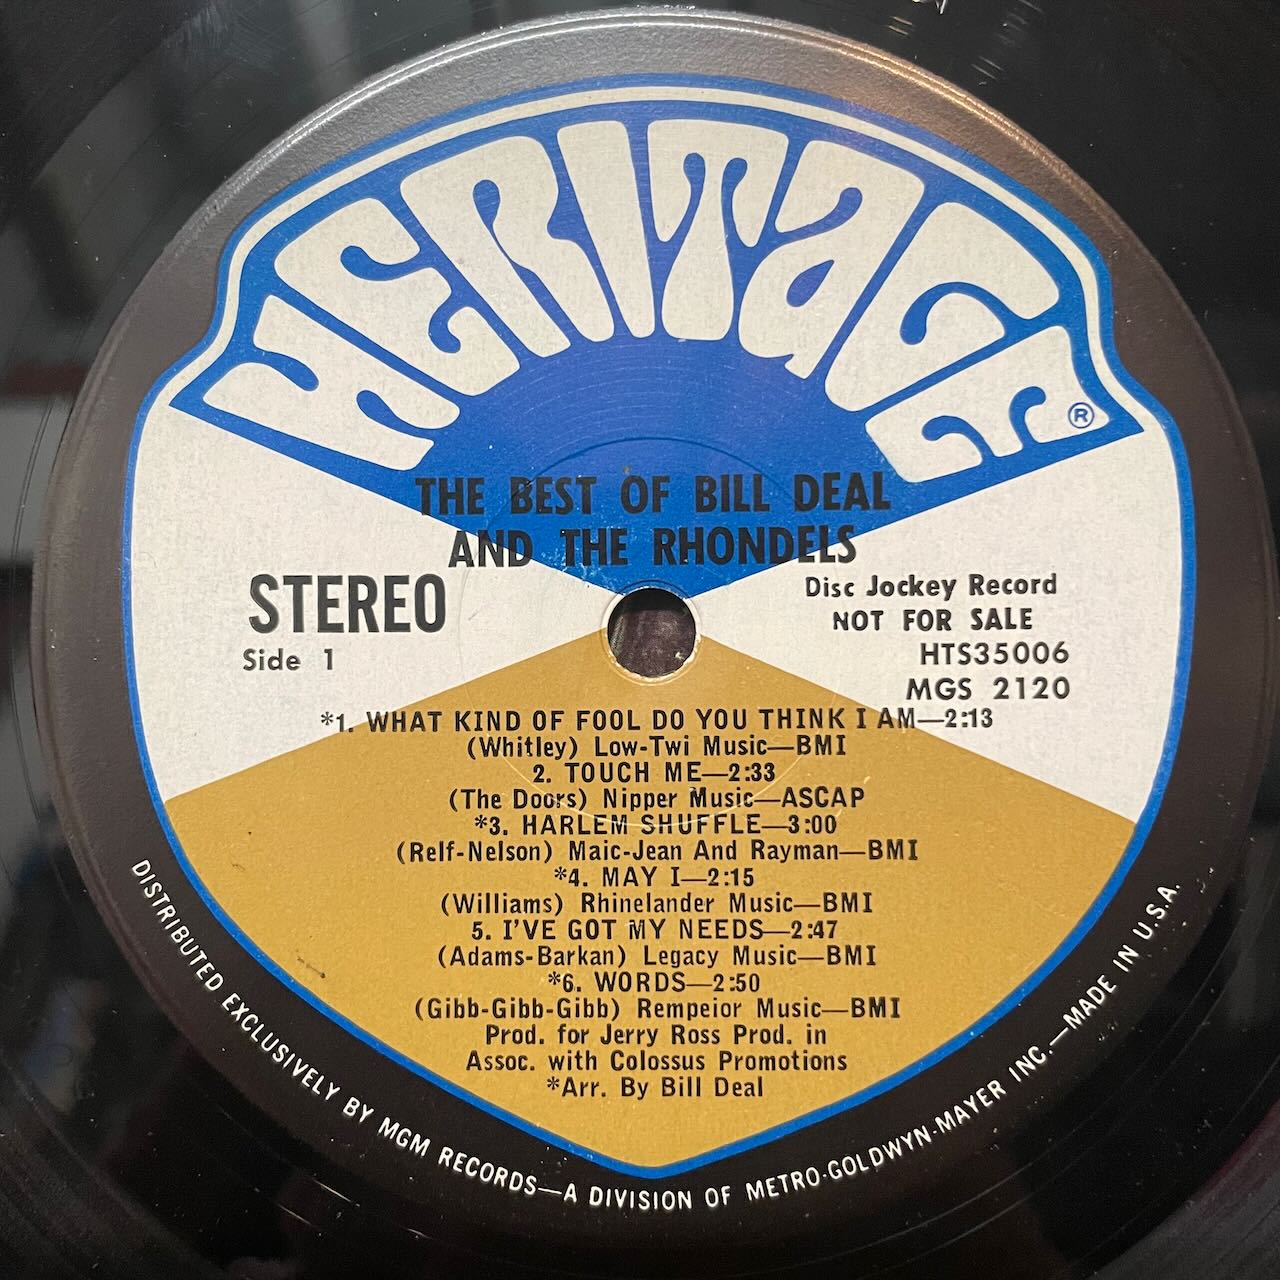 HERITAGE ®
THE BEST OF BILL DEAL
AND THE RHONDELS
STEREO
Side 1
Disc Jockey Record
NOT FOR SALE
HTS35006
MGS 2120
*1. WHAT KIND OF FOOL DO YOU THINK I AM—2:13
(Whitley) Low-Twi Music—BMI
2. TOUCH ME—2:33
(The Doors) Nipper Music—ASCAP
*3. HARLEM SHUFFLE—3:00
(Relf-Nelson) Maic-Jean And Rayman—BMI
*4. MAY I—2:15
(Williams) Rhinelander Music—BMI
5. I'VE GOT MY NEEDS—2:47
(Adams-Barkan) Legacy Music—BMI
*6. WORDS—2:50
(Gibb-Gibb-Gibb) Rempeior Music—BMI
Prod. for Jerry Ross Prod. in
Assoc. with Colossus Promotions
*Arr. By Bill Deal
DISTRIBUTED EXCLUSIVELY BY MGM RECORDS—A DIVISION OF METRO-GOLDWYN-MAYER INC.—MADE IN U.S.A.